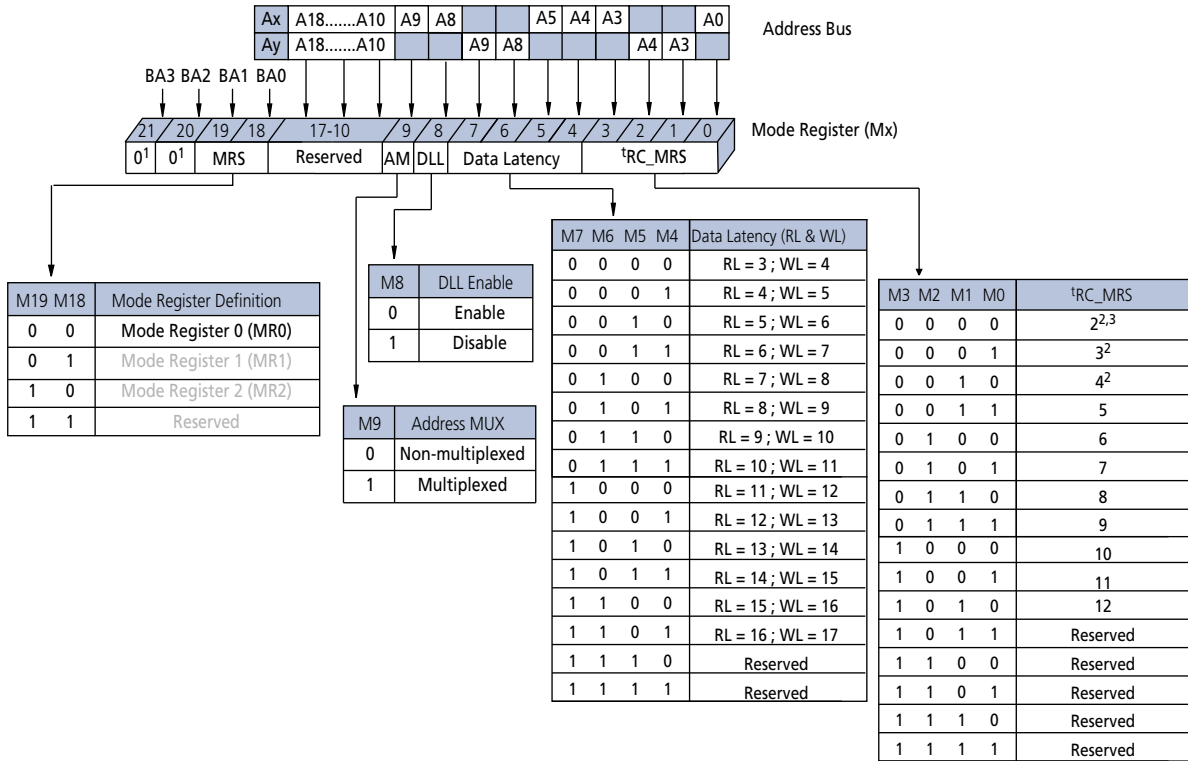 Ax A18.......A10 A9 A8 A5 A4 A3 A0
Ay A18.......A10 A9 A8 A4 A3
Address Bus
BA3 BA2 BA1 BA0
21 20 19 18 17-10 9 8 7 6 5 4 3 2 1 0
Mode Register (Mx)
0¹ 0¹ MRS Reserved AM DLL Data Latency ᵗRC_MRS
M19 M18 Mode Register Definition
0 0 Mode Register 0 (MR0)
0 1 Mode Register 1 (MR1)
1 0 Mode Register 2 (MR2)
1 1 Reserved
M8 DLL Enable
0 Enable
1 Disable
M9 Address MUX
0 Non-multiplexed
1 Multiplexed
M7 M6 M5 M4 Data Latency (RL & WL)
0 0 0 0 RL = 3 ; WL = 4
0 0 0 1 RL = 4 ; WL = 5
0 0 1 0 RL = 5 ; WL = 6
0 0 1 1 RL = 6 ; WL = 7
0 1 0 0 RL = 7 ; WL = 8
0 1 0 1 RL = 8 ; WL = 9
0 1 1 0 RL = 9 ; WL = 10
0 1 1 1 RL = 10 ; WL = 11
1 0 0 0 RL = 11 ; WL = 12
1 0 0 1 RL = 12 ; WL = 13
1 0 1 0 RL = 13 ; WL = 14
1 0 1 1 RL = 14 ; WL = 15
1 1 0 0 RL = 15 ; WL = 16
1 1 0 1 RL = 16 ; WL = 17
1 1 1 0 Reserved
1 1 1 1 Reserved
M3 M2 M1 M0 ᵗRC_MRS
0 0 0 0 2²,³
0 0 0 1 3²
0 0 1 0 4²
0 0 1 1 5
0 1 0 0 6
0 1 0 1 7
0 1 1 0 8
0 1 1 1 9
1 0 0 0 10
1 0 0 1 11
1 0 1 0 12
1 0 1 1 Reserved
1 1 0 0 Reserved
1 1 0 1 Reserved
1 1 1 0 Reserved
1 1 1 1 Reserved